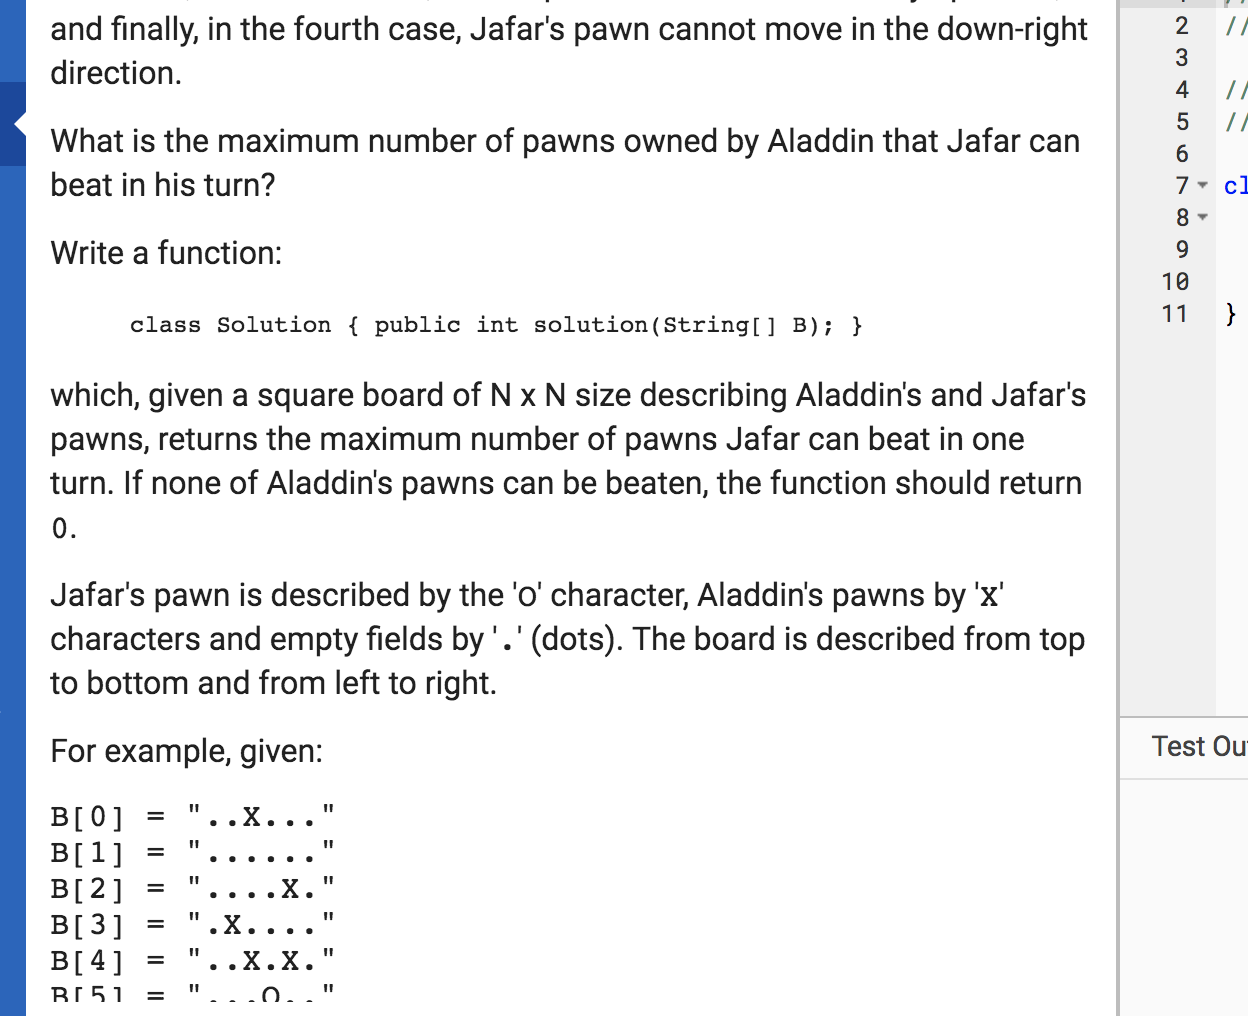 and finally, in the fourth case, Jafar's pawn cannot move in the down-right
direction.
What is the maximum number of pawns owned by Aladdin that Jafar can
beat in his turn?
Write a function:
class Solution { public int solution(String[] B); }
which, given a square board of N x N size describing Aladdin's and Jafar's
pawns, returns the maximum number of pawns Jafar can beat in one
turn. If none of Aladdin's pawns can be beaten, the function should return
0.
Jafar's pawn is described by the 'O' character, Aladdin's pawns by 'X'
characters and empty fields by '.' (dots). The board is described from top
to bottom and from left to right.
For example, given:
B[0] = "..X..."
B[1] = "......"
B[2] = "....X."
B[3] = ".X...."
B[4] = "..X.X."
B[5] = "...O.."
2 //
3
4 //
5 //
6
7 cl
8
9
10
11 }
Test Ou